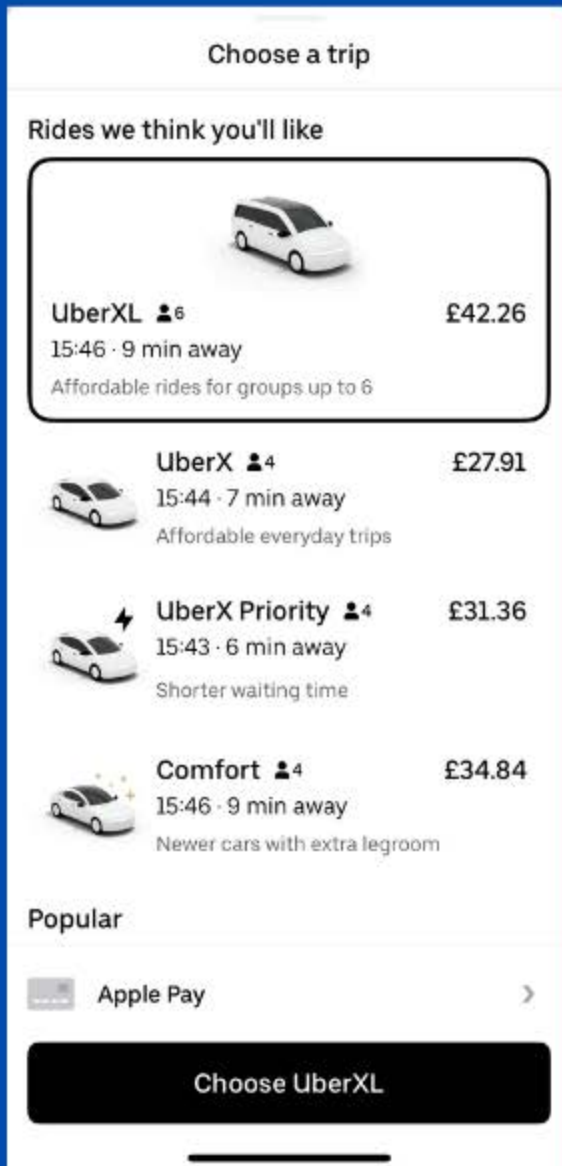 Choose a trip
Rides we think you'll like
UberXL 6 £42.26
15:46 · 9 min away
Affordable rides for groups up to 6
UberX 4 £27.91
15:44 · 7 min away
Affordable everyday trips
UberX Priority 4 £31.36
15:43 · 6 min away
Shorter waiting time
Comfort 4 £34.84
15:46 · 9 min away
Newer cars with extra legroom
Popular
Apple Pay
Choose UberXL